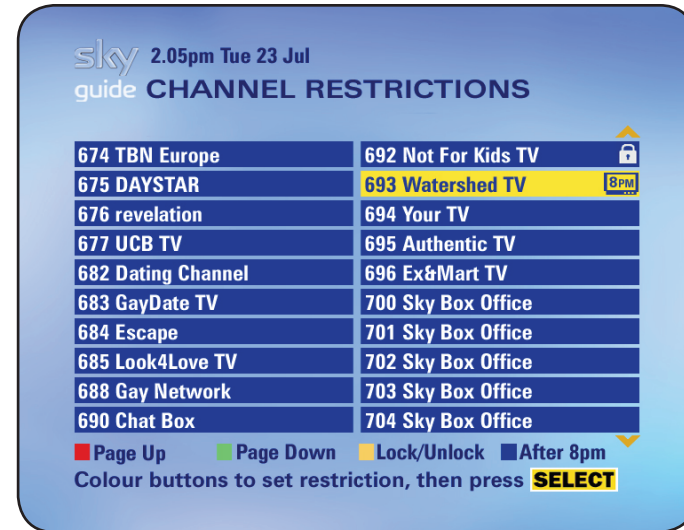 sky 2.05pm Tue 23 Jul
guide CHANNEL RESTRICTIONS
674 TBN Europe
675 DAYSTAR
676 revelation
677 UCB TV
682 Dating Channel
683 GayDate TV
684 Escape
685 Look4Love TV
688 Gay Network
690 Chat Box
692 Not For Kids TV
693 Watershed TV 8PM
694 Your TV
695 Authentic TV
696 Ex&Mart TV
700 Sky Box Office
701 Sky Box Office
702 Sky Box Office
703 Sky Box Office
704 Sky Box Office
Page Up Page Down Lock/Unlock After 8pm
Colour buttons to set restriction, then press SELECT